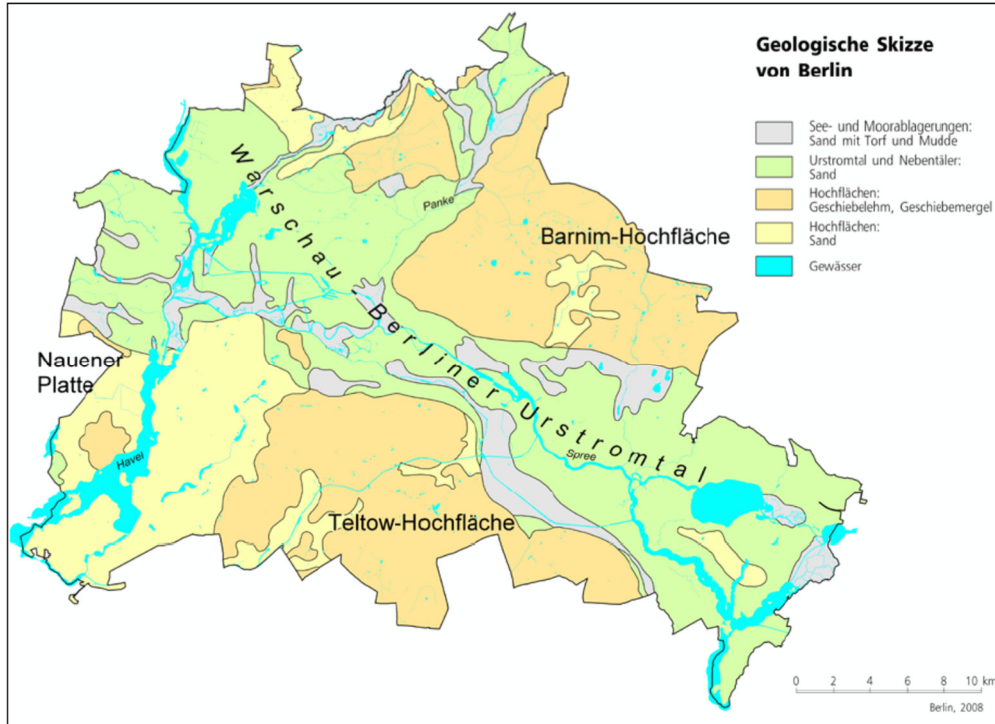 Geologische Skizze
von Berlin
See- und Moorablagerungen:
Sand mit Torf und Mudde
Urstromtal und Nebentäler:
Sand
Hochflächen:
Geschiebelehm, Geschiebemergel
Hochflächen:
Sand
Gewässer
Warschau - Berliner Urstromtal
Panke
Barnim-Hochfläche
Nauener
Platte
Havel
Spree
Teltow-Hochfläche
0 2 4 6 8 10 km
Berlin, 2008